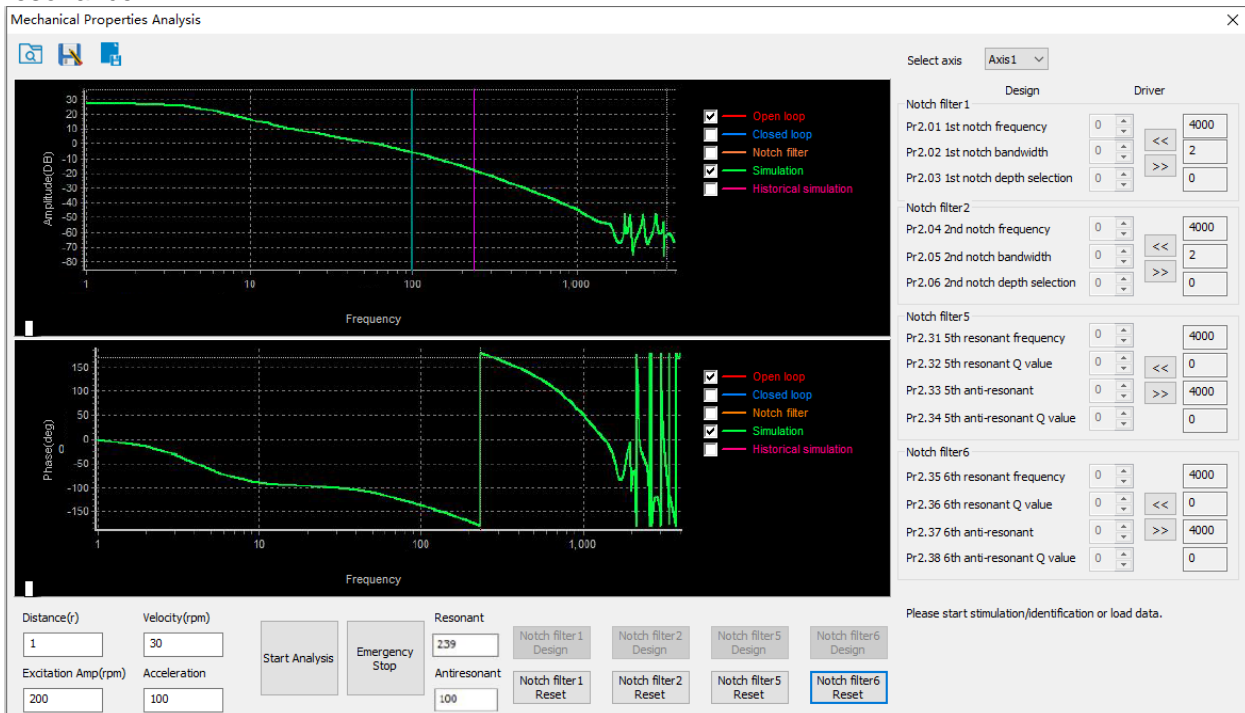 Mechanical Properties Analysis
Select axis Axis1
Design Driver
30
20
10
0
-10
-20
-30
-40
-50
-60
-70
-80
Amplitude(DB)
1 10 100 1,000
Frequency
Open loop
Closed loop
Notch filter
Simulation
Historical simulation
150
100
50
0
-50
-100
-150
Phase(deg)
0
1 10 100 1,000
Frequency
Open loop
Closed loop
Notch filter
Simulation
Historical simulation
Notch filter1
Pr2.01 1st notch frequency 0 4000
Pr2.02 1st notch bandwidth 0 << 2
Pr2.03 1st notch depth selection 0 >> 0
Notch filter2
Pr2.04 2nd notch frequency 0 4000
Pr2.05 2nd notch bandwidth 0 << 2
Pr2.06 2nd notch depth selection 0 >> 0
Notch filter5
Pr2.31 5th resonant frequency 0 4000
Pr2.32 5th resonant Q value 0 << 0
Pr2.33 5th anti-resonant 0 >> 4000
Pr2.34 5th anti-resonant Q value 0 0
Notch filter6
Pr2.35 6th resonant frequency 0 4000
Pr2.36 6th resonant Q value 0 << 0
Pr2.37 6th anti-resonant 0 >> 4000
Pr2.38 6th anti-resonant Q value 0 0
Please start stimulation/identification or load data.
Distance(r) Velocity(rpm) Resonant
1 30 239
Excitation Amp(rpm) Acceleration Antiresonant
200 100 100
Start Analysis
Emergency
Stop
Notch filter1
Design
Notch filter2
Design
Notch filter5
Design
Notch filter6
Design
Notch filter1
Reset
Notch filter2
Reset
Notch filter5
Reset
Notch filter6
Reset